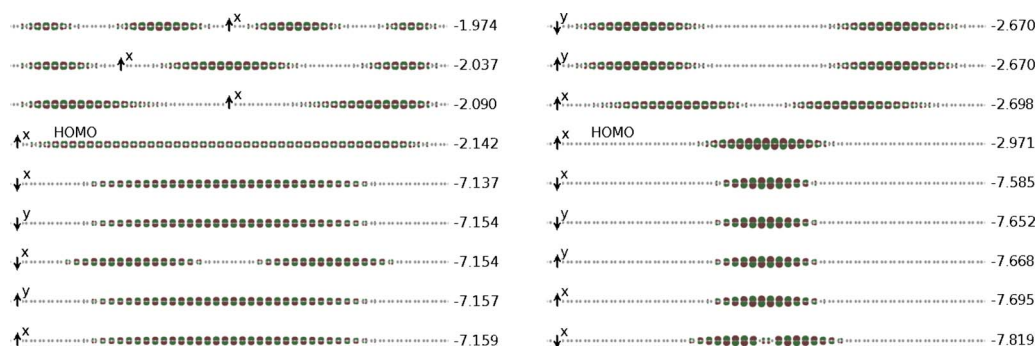 x -1.974
x -2.037
x -2.090
x HOMO -2.142
x -7.137
y -7.154
x -7.154
y -7.157
x -7.159
y -2.670
y -2.670
x -2.698
x HOMO -2.971
x -7.585
y -7.652
y -7.668
x -7.695
x -7.819